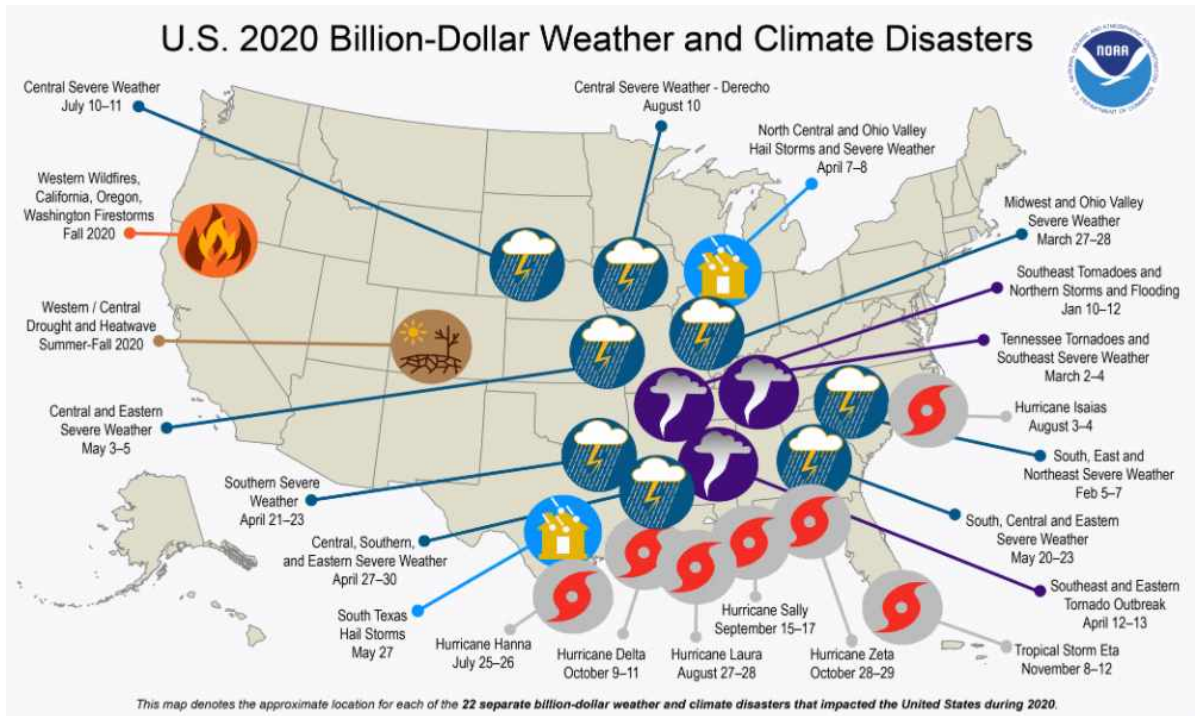 U.S. 2020 Billion-Dollar Weather and Climate Disasters
NOAA
Central Severe Weather
July 10–11
Central Severe Weather - Derecho
August 10
North Central and Ohio Valley
Hail Storms and Severe Weather
April 7–8
Western Wildfires,
California, Oregon,
Washington Firestorms
Fall 2020
Midwest and Ohio Valley
Severe Weather
March 27–28
Southeast Tornadoes and
Northern Storms and Flooding
Jan 10–12
Western / Central
Drought and Heatwave
Summer-Fall 2020
Tennessee Tornadoes and
Southeast Severe Weather
March 2–4
Central and Eastern
Severe Weather
May 3–5
Hurricane Isaias
August 3–4
South, East and
Northeast Severe Weather
Feb 5–7
Southern Severe
Weather
April 21–23
South, Central and Eastern
Severe Weather
May 20–23
Central, Southern,
and Eastern Severe Weather
April 27–30
Southeast and Eastern
Tornado Outbreak
April 12–13
South Texas
Hail Storms
May 27
Hurricane Hanna
July 25–26
Hurricane Delta
October 9–11
Hurricane Laura
August 27–28
Hurricane Sally
September 15–17
Hurricane Zeta
October 28–29
Tropical Storm Eta
November 8–12
This map denotes the approximate location for each of the 22 separate billion-dollar weather and climate disasters that impacted the United States during 2020.